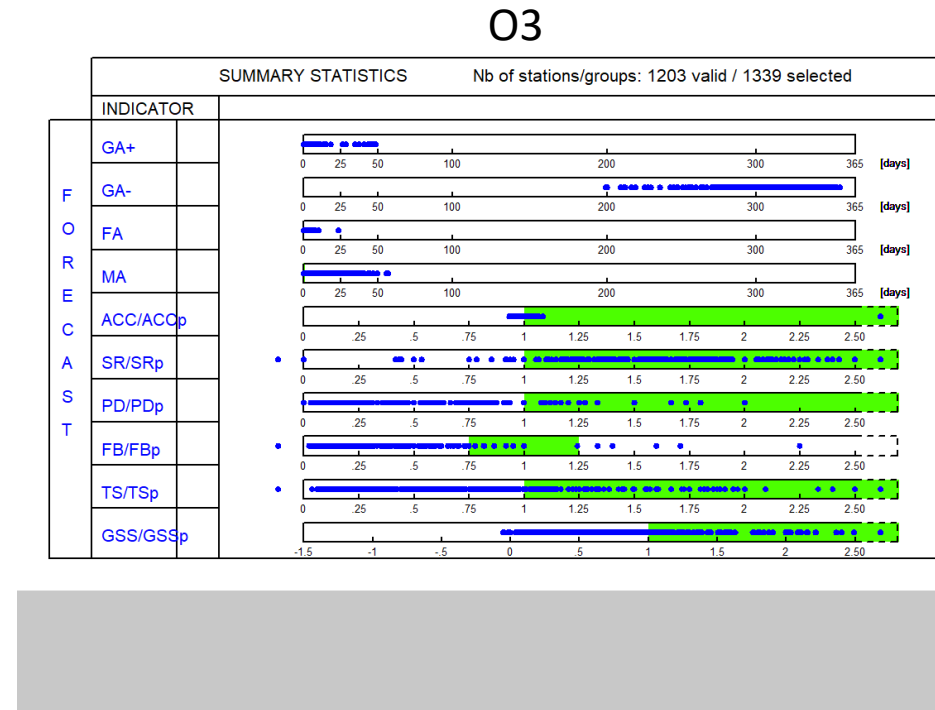 O3
SUMMARY STATISTICS Nb of stations/groups: 1203 valid / 1339 selected
INDICATOR
FORECAST
GA+
0 25 50 100 200 300 365 [days]
GA-
0 25 50 100 200 300 365 [days]
FA
0 25 50 100 200 300 365 [days]
MA
0 25 50 100 200 300 365 [days]
ACC/ACCp
0 .25 .5 .75 1 1.25 1.5 1.75 2 2.25 2.50
SR/SRp
0 .25 .5 .75 1 1.25 1.5 1.75 2 2.25 2.50
PD/PDp
0 .25 .5 .75 1 1.25 1.5 1.75 2 2.25 2.50
FB/FBp
0 .25 .5 .75 1 1.25 1.5 1.75 2 2.25 2.50
TS/TSp
0 .25 .5 .75 1 1.25 1.5 1.75 2 2.25 2.50
GSS/GSSp
-1.5 -1 -.5 0 .5 1 1.5 2 2.50